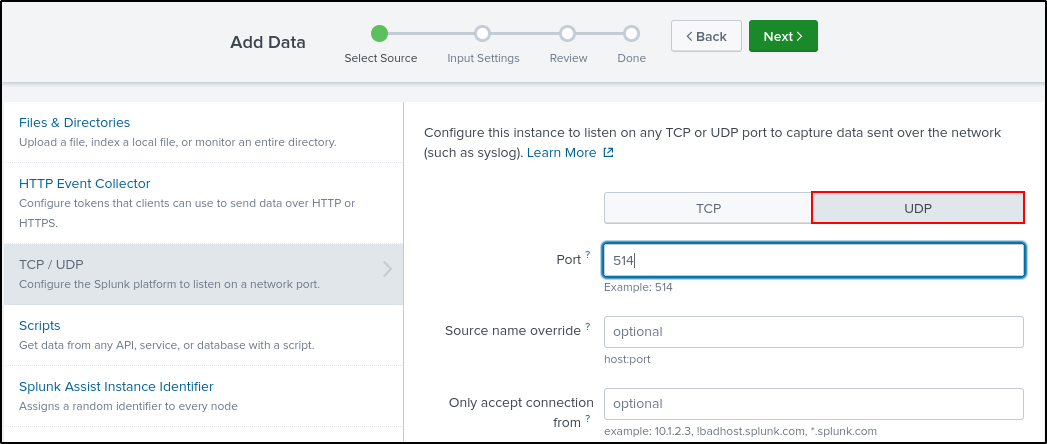 Add Data
Select Source
Input Settings
Review
Done
Back
Next
Files & Directories
Upload a file, index a local file, or monitor an entire directory.
HTTP Event Collector
Configure tokens that clients can use to send data over HTTP or
HTTPS.
TCP / UDP
Configure the Splunk platform to listen on a network port.
Scripts
Get data from any API, service, or database with a script.
Splunk Assist Instance Identifier
Assigns a random identifier to every node
Configure this instance to listen on any TCP or UDP port to capture data sent over the network
(such as syslog). Learn More
TCP UDP
Port ? 514
Example: 514
Source name override ? optional
host:port
Only accept connection optional
from ?
example: 10.1.2.3, !badhost.splunk.com, *.splunk.com